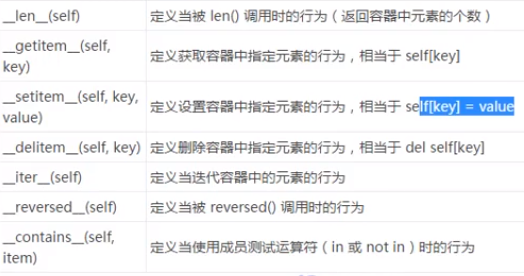 __len__(self) 定义当被 len() 调用时的行为（返回容器中元素的个数）
__getitem__(self,
key) 定义获取容器中指定元素的行为，相当于 self[key]
__setitem__(self, key,
value) 定义设置容器中指定元素的行为，相当于 self[key] = value
__delitem__(self, key) 定义删除容器中指定元素的行为，相当于 del self[key]
__iter__(self) 定义当迭代容器中的元素的行为
__reversed__(self) 定义当被 reversed() 调用时的行为
__contains__(self,
item) 定义当使用成员测试运算符（in 或 not in）时的行为